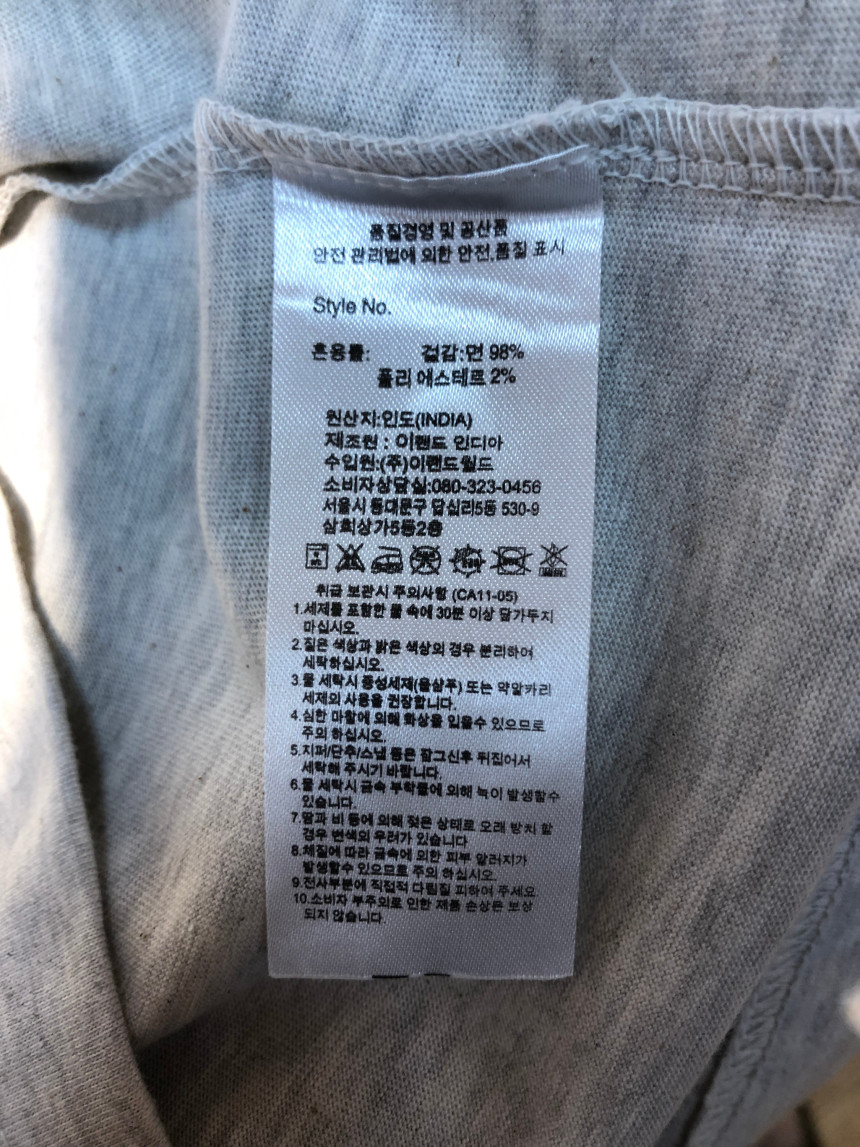 품질경영 및 공산품
안전 관리법에 의한 안전,품질 표시
Style No.
혼용률: 겉감:면 98%
폴리 에스테르 2%
원산지:인도(INDIA)
제조원 : 이랜드 인디아
수입원:(주)이랜드월드
소비자상담실:080-323-0456
서울시 동대문구 답십리5동 530-9
삼희상가5동2층
취급 보관시 주의사항 (CA11-05)
1.세제를 포함한 물 속에 30분 이상 담가두지
마십시오.
2.짙은 색상과 밝은 색상의 경우 분리하여
세탁하십시오.
3.물 세탁시 중성세제(울샴푸) 또는 약알카리
세제의 사용을 권장합니다.
4.심한 마찰에 의해 화상을 입을수 있으므로
주의 하십시오.
5.지퍼/단추/스냅 등은 잠그신후 뒤집어서
세탁해 주시기 바랍니다.
6.물 세탁시 금속 부착물에 의해 녹이 발생할수
있습니다.
7.땀과 비 등에 의해 젖은 상태로 오래 방치 할
경우 변색의 우려가 있습니다
8.체질에 따라 금속에 의한 피부 알러지가
발생할수 있으므로 주의 하십시오.
9.전사부분에 직접적 다림질 피하여 주세요
10.소비자 부주의로 인한 제품 손상은 보상
되지 않습니다.